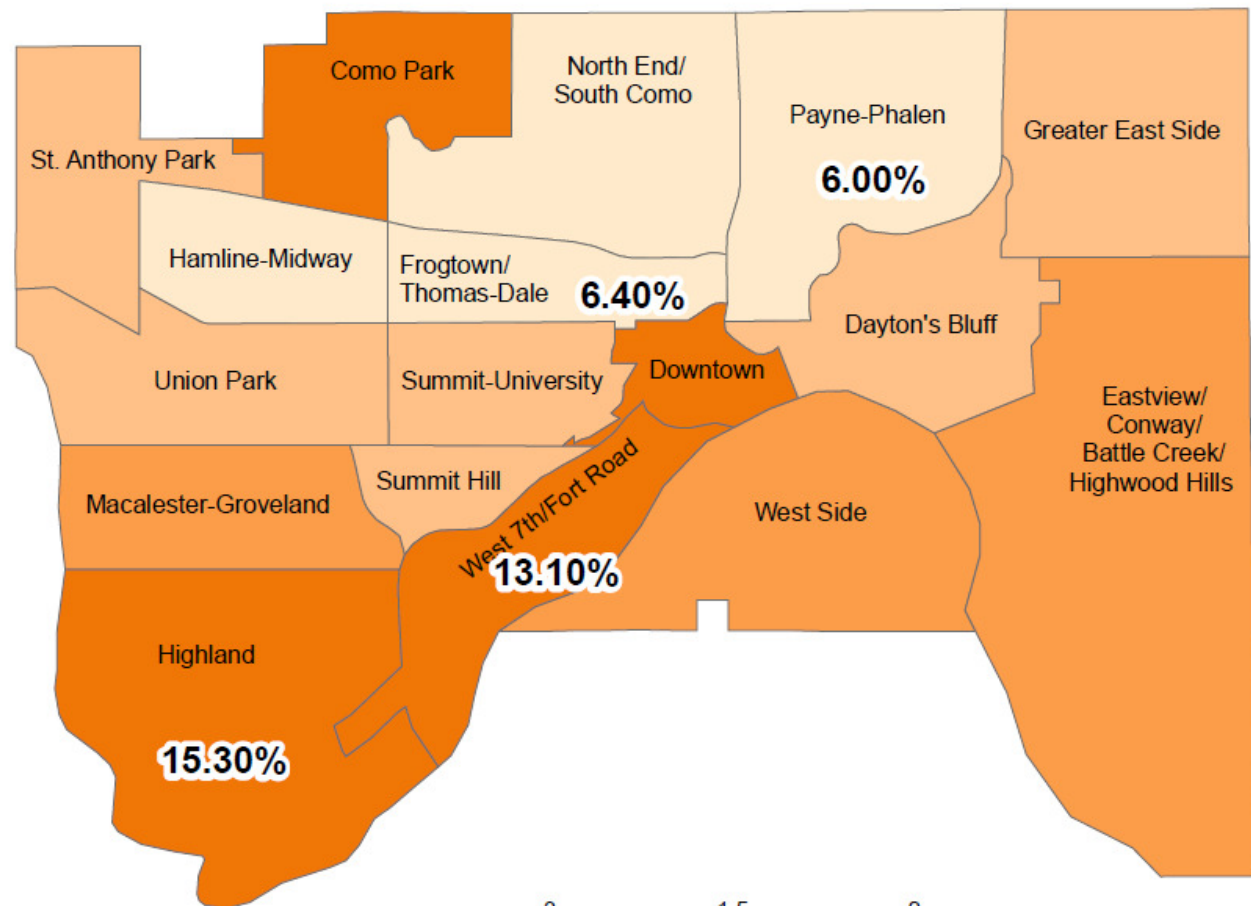 Como Park
North End/
South Como
Payne-Phalen
6.00%
Greater East Side
St. Anthony Park
Hamline-Midway
Frogtown/
Thomas-Dale
6.40%
Dayton's Bluff
Union Park
Summit-University
Downtown
Eastview/
Conway/
Battle Creek/
Highwood Hills
Macalester-Groveland
Summit Hill
West 7th/Fort Road
13.10%
West Side
Highland
15.30%